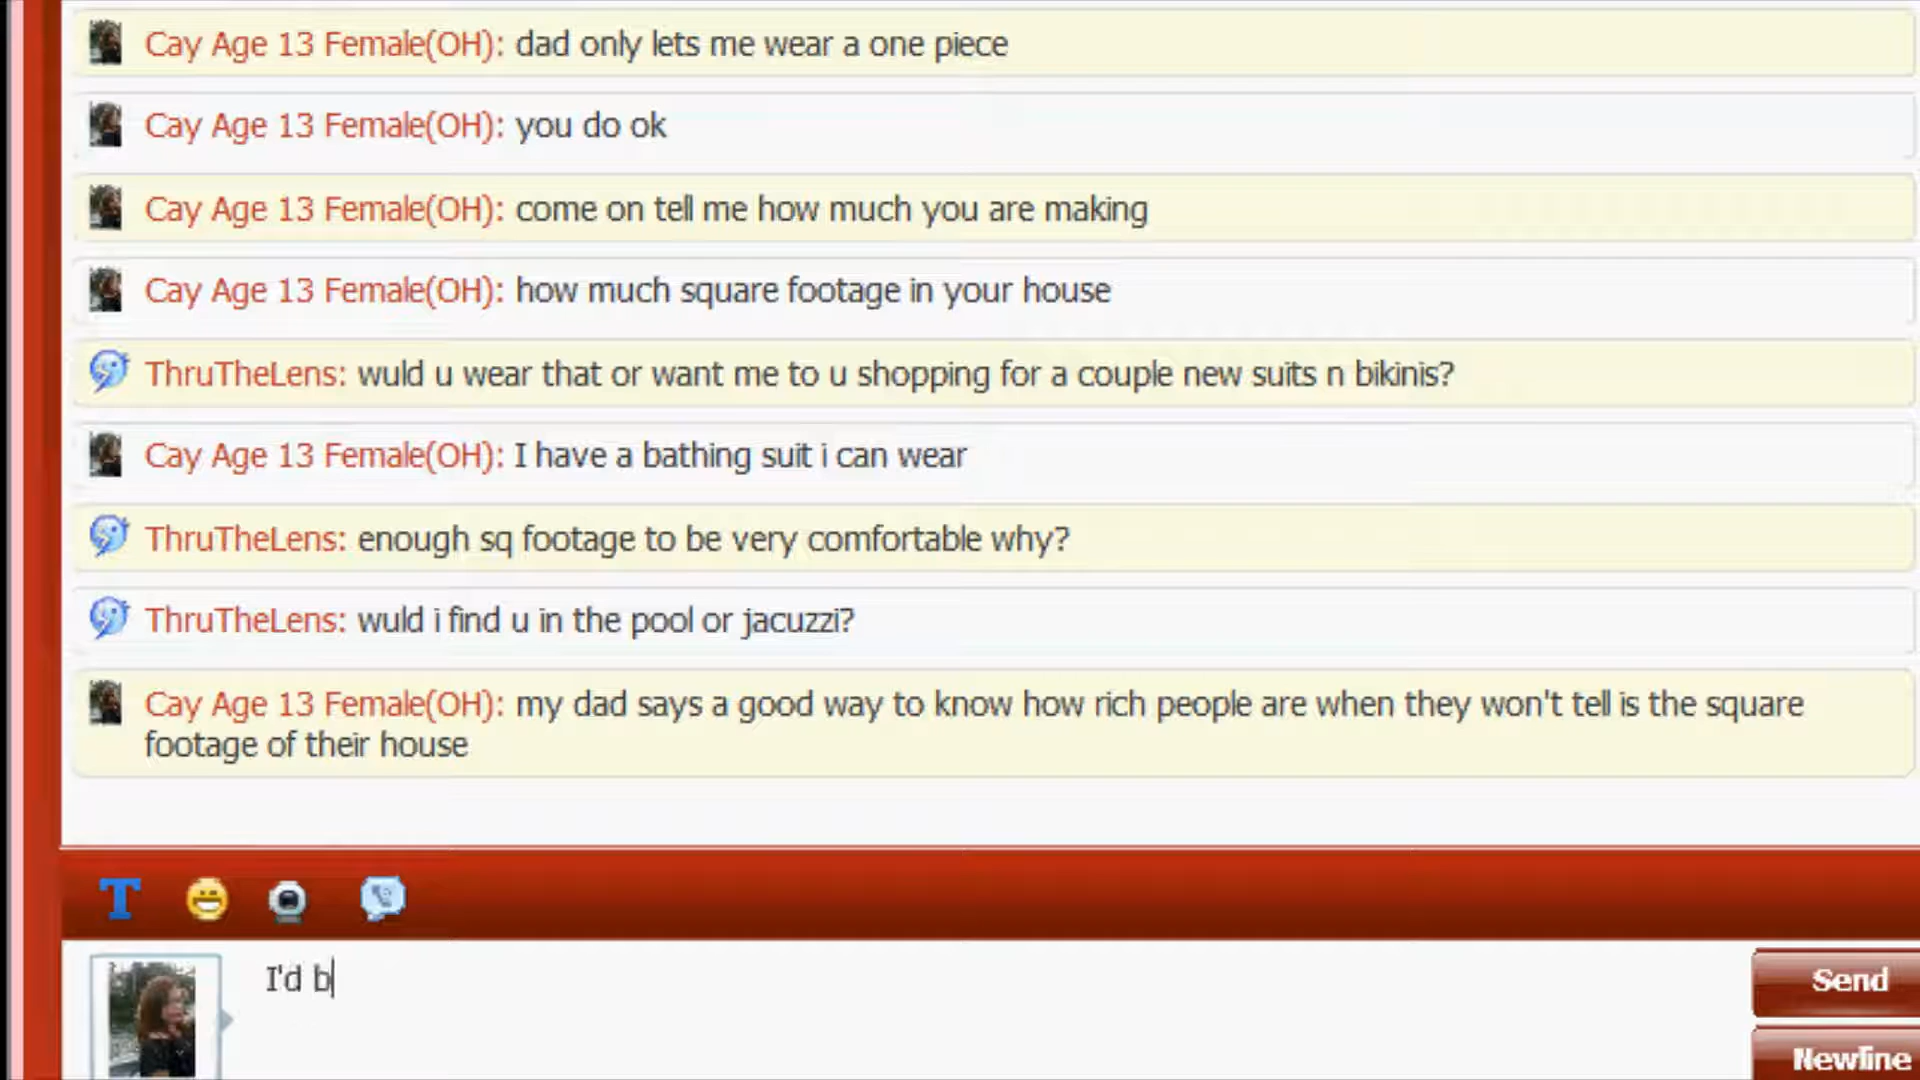 Cay Age 13 Female(OH): dad only lets me wear a one piece
Cay Age 13 Female(OH): you do ok
Cay Age 13 Female(OH): come on tell me how much you are making
Cay Age 13 Female(OH): how much square footage in your house
ThruTheLens: wuld u wear that or want me to u shopping for a couple new suits n bikinis?
Cay Age 13 Female(OH): I have a bathing suit i can wear
ThruTheLens: enough sq footage to be very comfortable why?
ThruTheLens: wuld i find u in the pool or jacuzzi?
Cay Age 13 Female(OH): my dad says a good way to know how rich people are when they won't tell is the square
footage of their house
T
I'd b
Send
Newline